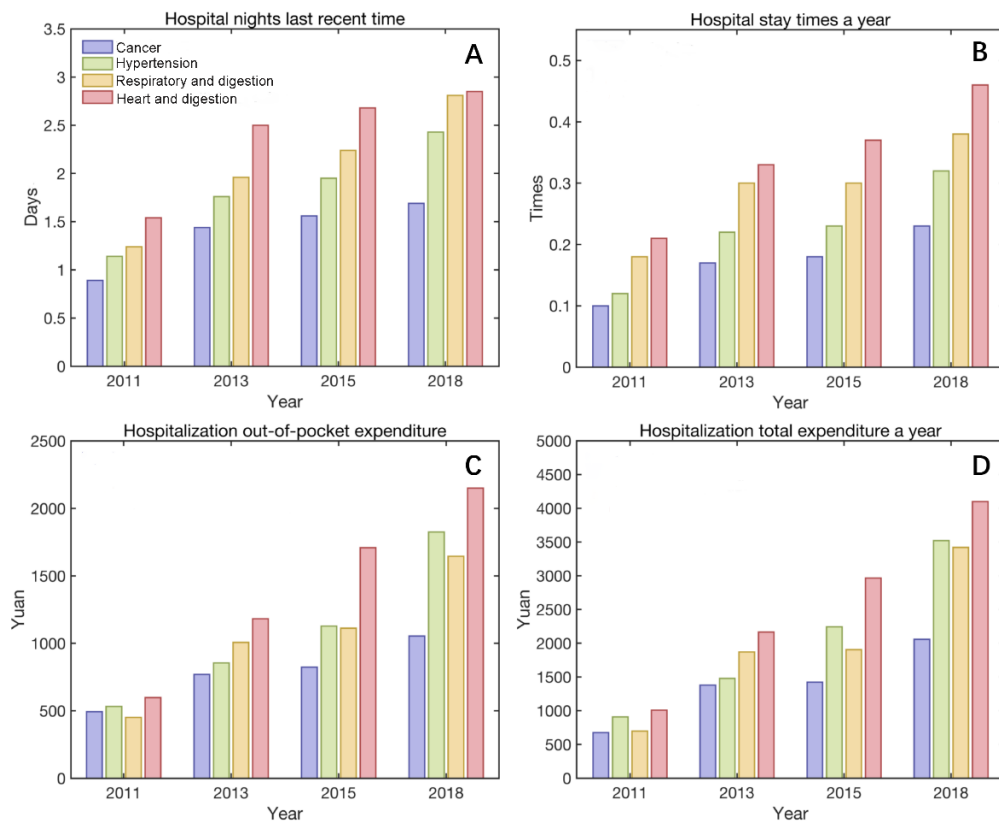 Hospital nights last recent time
A
Cancer
Hypertension
Respiratory and digestion
Heart and digestion
3.5
3
2.5
2
1.5
1
0.5
0
Days
2011 2013 2015 2018
Year
Hospital stay times a year
B
0.5
0.4
0.3
0.2
0.1
0
Times
2011 2013 2015 2018
Year
Hospitalization out-of-pocket expenditure
C
2500
2000
1500
1000
500
0
Yuan
2011 2013 2015 2018
Year
Hospitalization total expenditure a year
D
5000
4500
4000
3500
3000
2500
2000
1500
1000
500
0
Yuan
2011 2013 2015 2018
Year